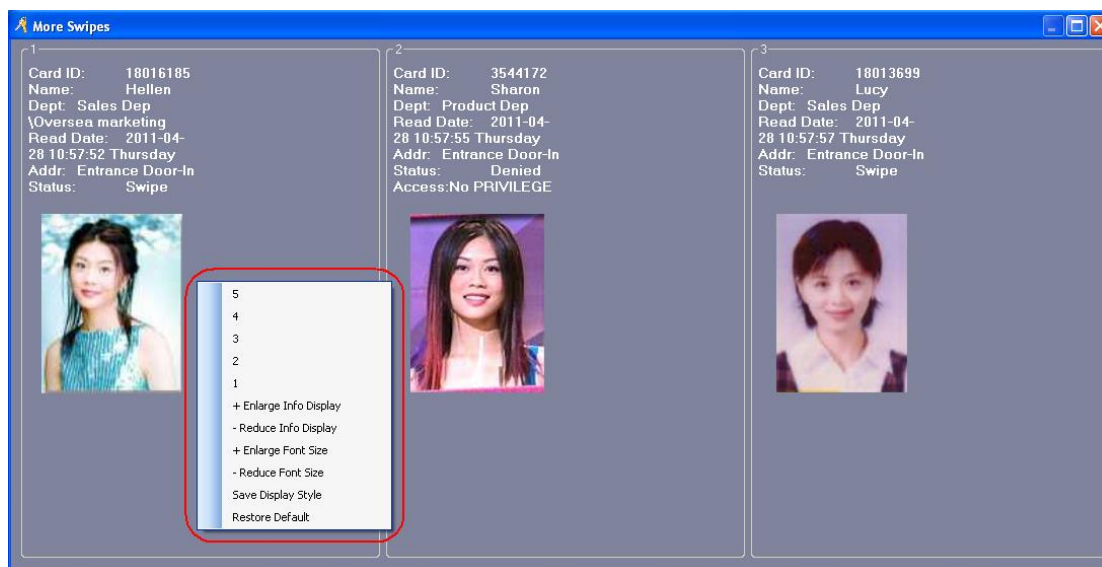 More Swipes
1
Card ID: 18016185
Name: Hellen
Dept: Sales Dep
\Oversea marketing
Read Date: 2011-04-
28 10:57:52 Thursday
Addr: Entrance Door-In
Status: Swipe
2
Card ID: 3544172
Name: Sharon
Dept: Product Dep
Read Date: 2011-04-
28 10:57:55 Thursday
Addr: Entrance Door-In
Status: Denied
Access:No PRIVILEGE
3
Card ID: 18013699
Name: Lucy
Dept: Sales Dep
Read Date: 2011-04-
28 10:57:57 Thursday
Addr: Entrance Door-In
Status: Swipe
5
4
3
2
1
+ Enlarge Info Display
- Reduce Info Display
+ Enlarge Font Size
- Reduce Font Size
Save Display Style
Restore Default